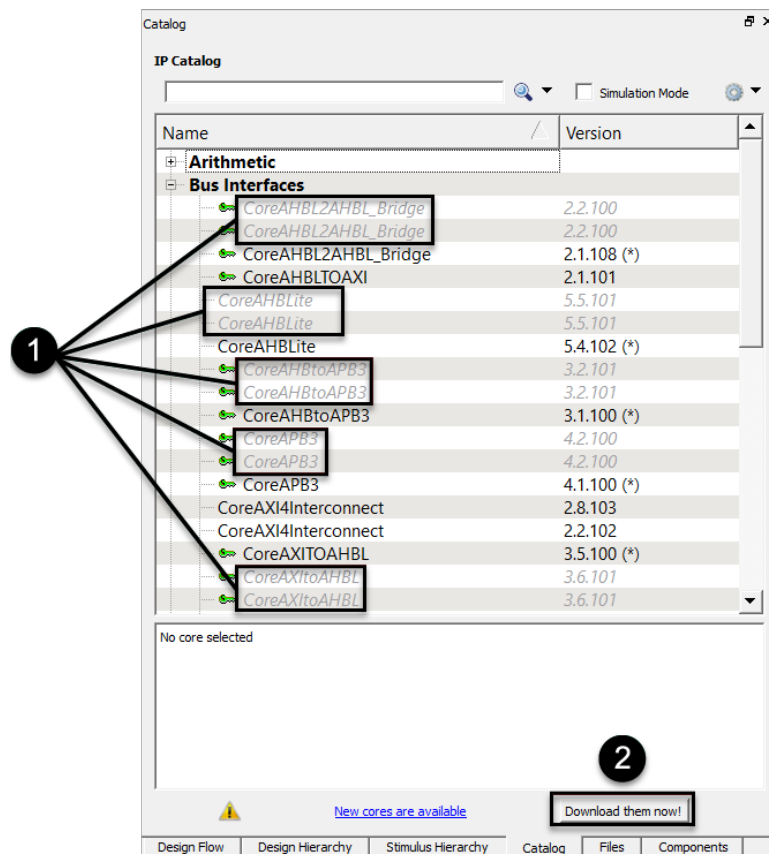 Catalog
IP Catalog
Simulation Mode
Name Version
Arithmetic
Bus Interfaces
CoreAHBL2AHBL_Bridge 2.2.100
CoreAHBL2AHBL_Bridge 2.2.100
CoreAHBL2AHBL_Bridge 2.1.108 (*)
CoreAHBLTOAXI 2.1.101
CoreAHBLite 5.5.101
CoreAHBLite 5.5.101
1
CoreAHBLite 5.4.102 (*)
CoreAHBtoAPB3 3.2.101
CoreAHBtoAPB3 3.2.101
CoreAHBtoAPB3 3.1.100 (*)
CoreAPB3 4.2.100
CoreAPB3 4.2.100
CoreAPB3 4.1.100 (*)
CoreAXI4Interconnect 2.8.103
CoreAXI4Interconnect 2.2.102
CoreAXITOAHBL 3.5.100 (*)
CoreAXItoAHBL 3.6.101
CoreAXItoAHBL 3.6.101
No core selected
2
New cores are available Download them now!
Design Flow Design Hierarchy Stimulus Hierarchy Catalog Files Components